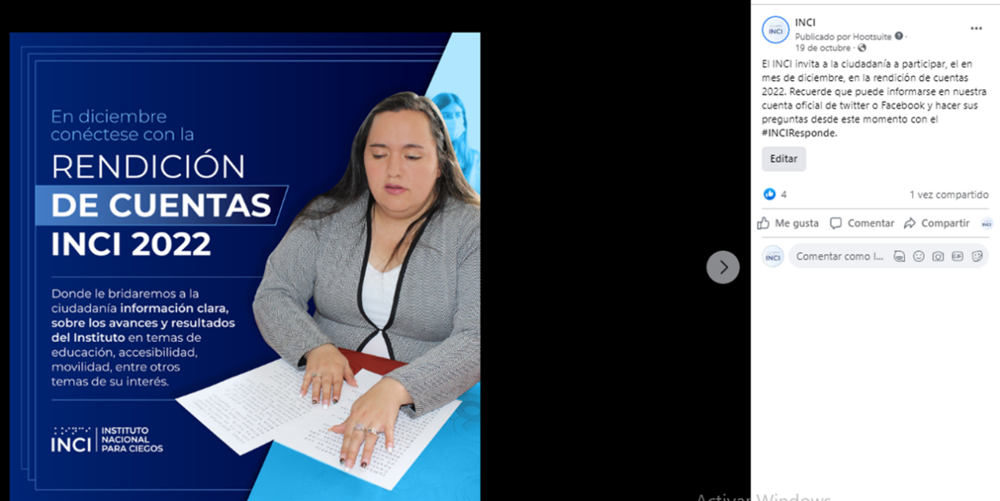 En diciembre
conéctese con la
RENDICIÓN
DE CUENTAS
INCI 2022
Donde le bridaremos a la
ciudadanía información clara,
sobre los avances y resultados
del Instituto en temas de
educación, accesibilidad,
movilidad, entre otros
temas de su interés.
INCI
INSTITUTO
NACIONAL
PARA CIEGOS
INCI
INCI
Publicado por Hootsuite
19 de octubre
El INCI invita a la ciudadanía a participar, el en
mes de diciembre, en la rendición de cuentas
2022. Recuerde que puede informarse en nuestra
cuenta oficial de twitter o Facebook y hacer sus
preguntas desde este momento con el
#INCIResponde.
Editar
4
1 vez compartido
Me gusta
Comentar
Compartir
INCI
INCI
Comentar como I...
GIF
Activar Windows